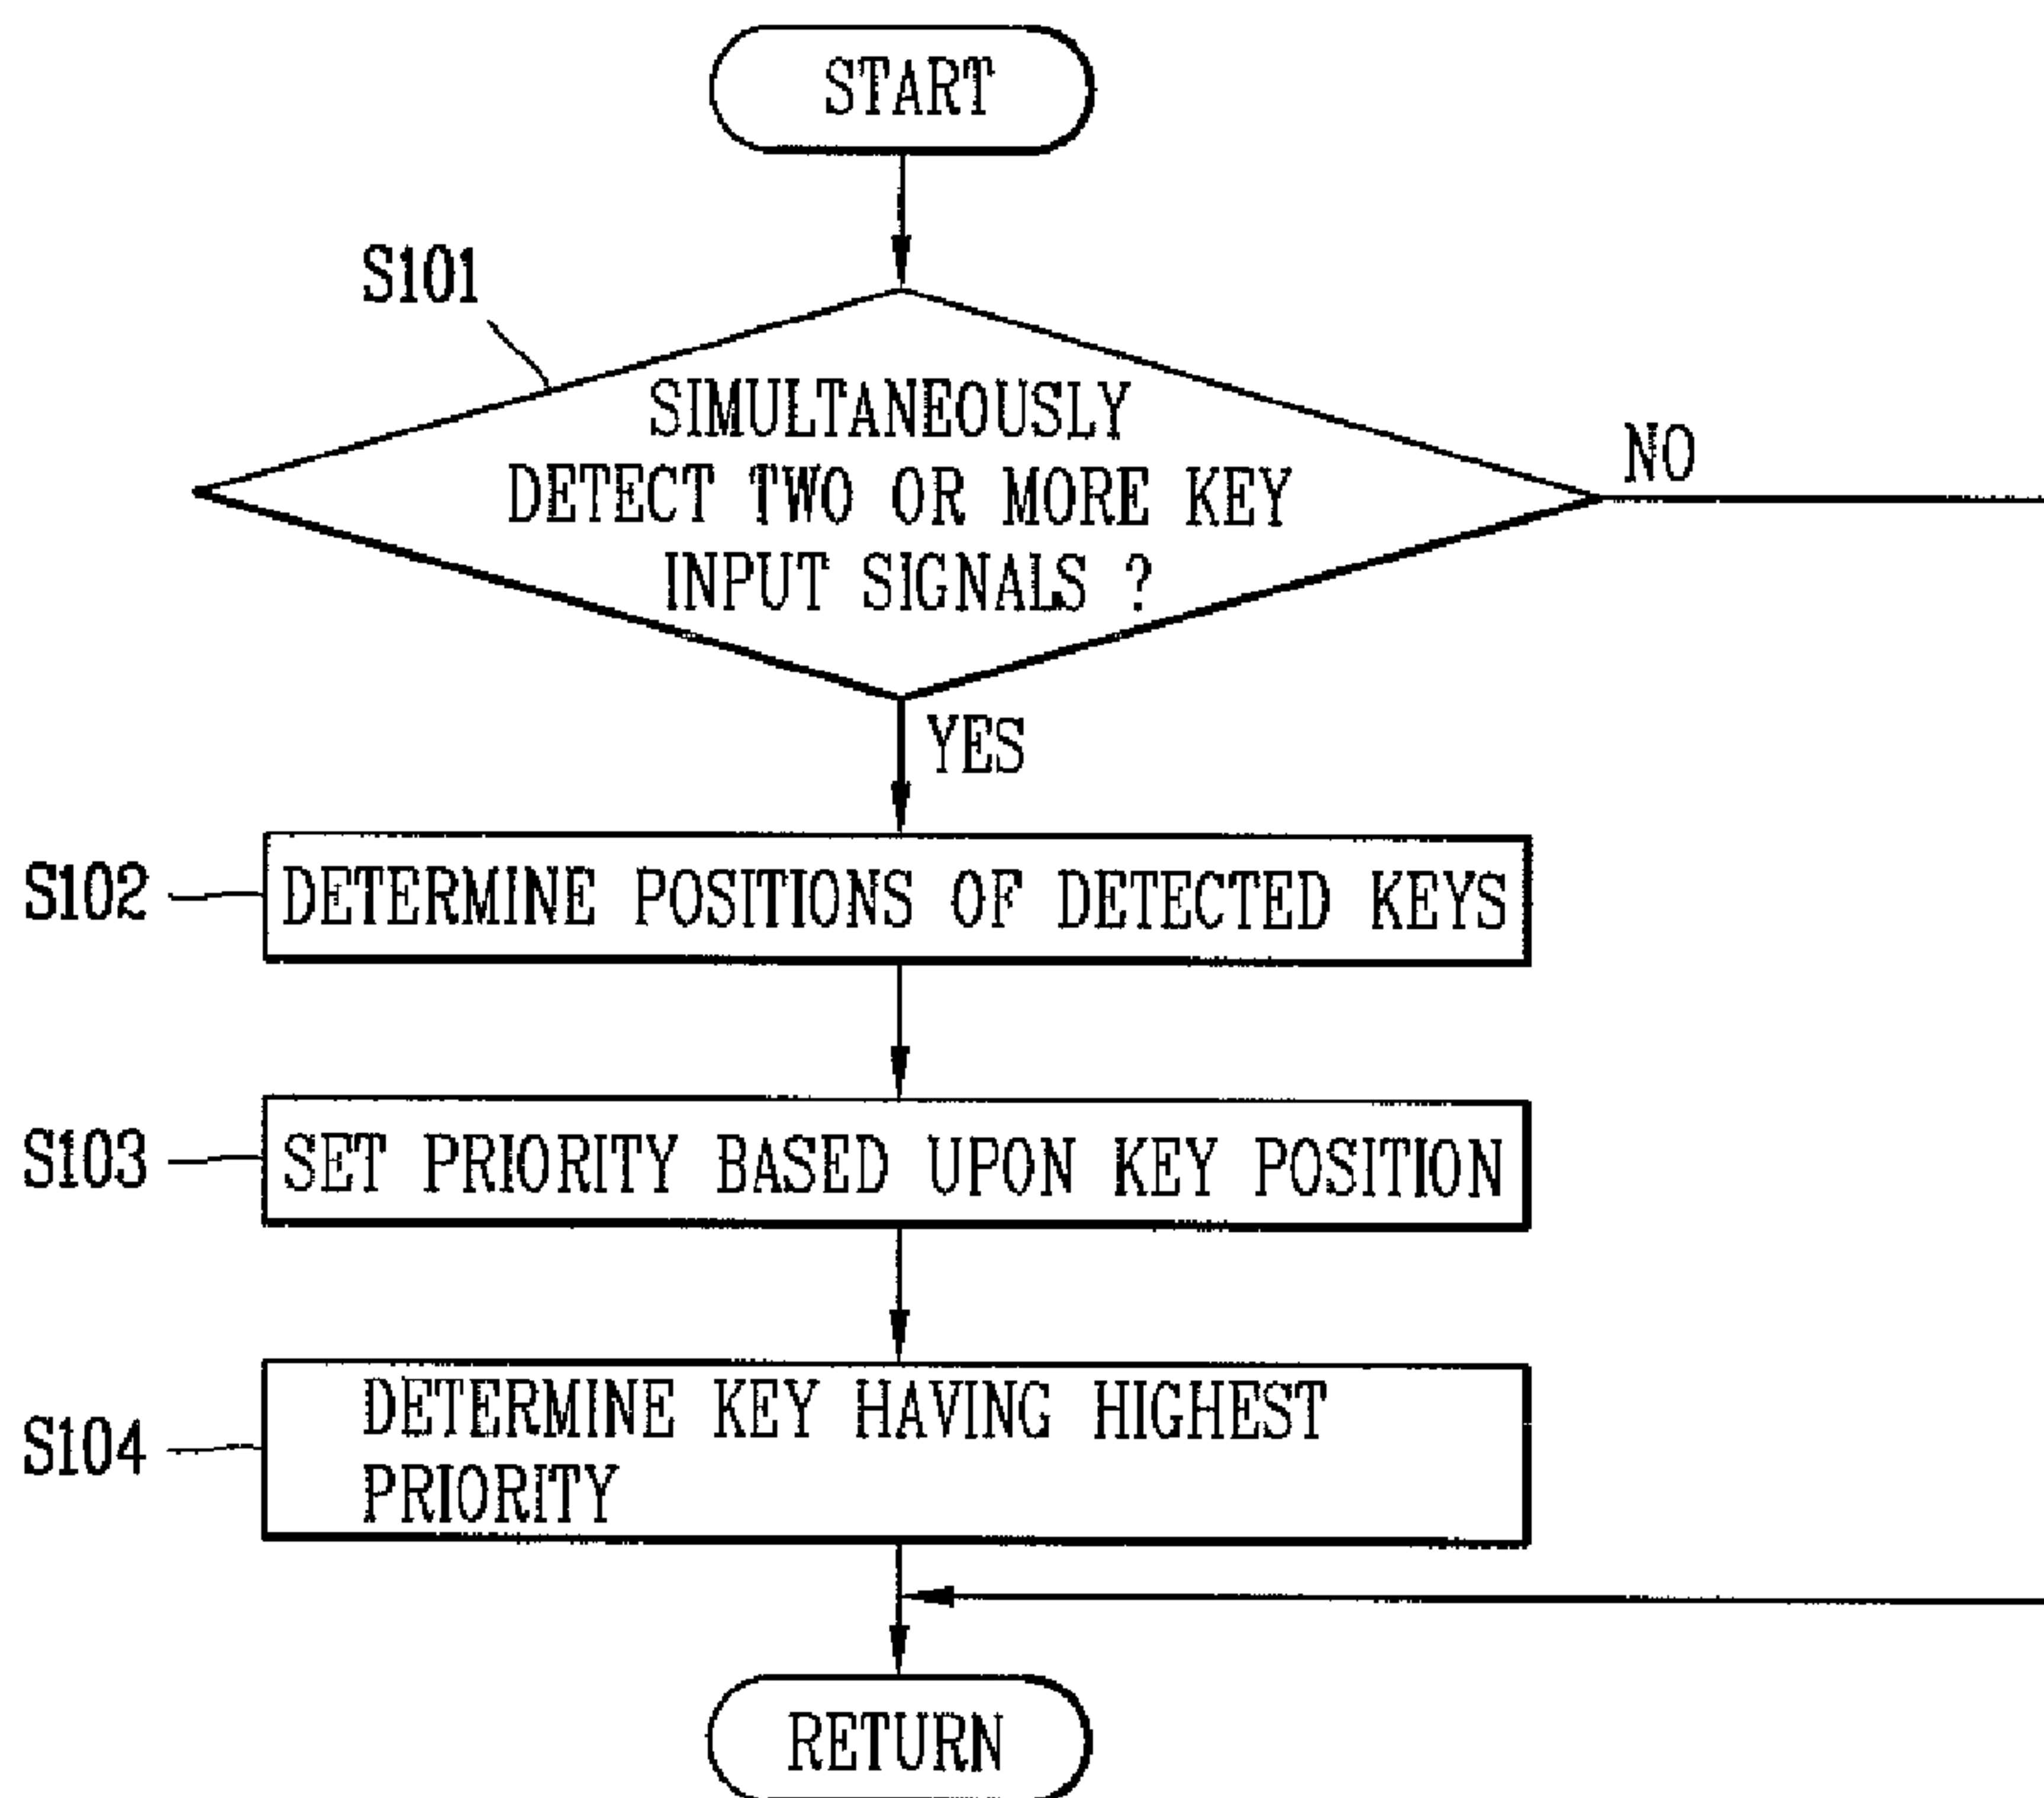 START
S101
SIMULTANEOUSLY
DETECT TWO OR MORE KEY
INPUT SIGNALS ?
NO
YES
S102
DETERMINE POSITIONS OF DETECTED KEYS
S103
SET PRIORITY BASED UPON KEY POSITION
S104
DETERMINE KEY HAVING HIGHEST
PRIORITY
RETURN